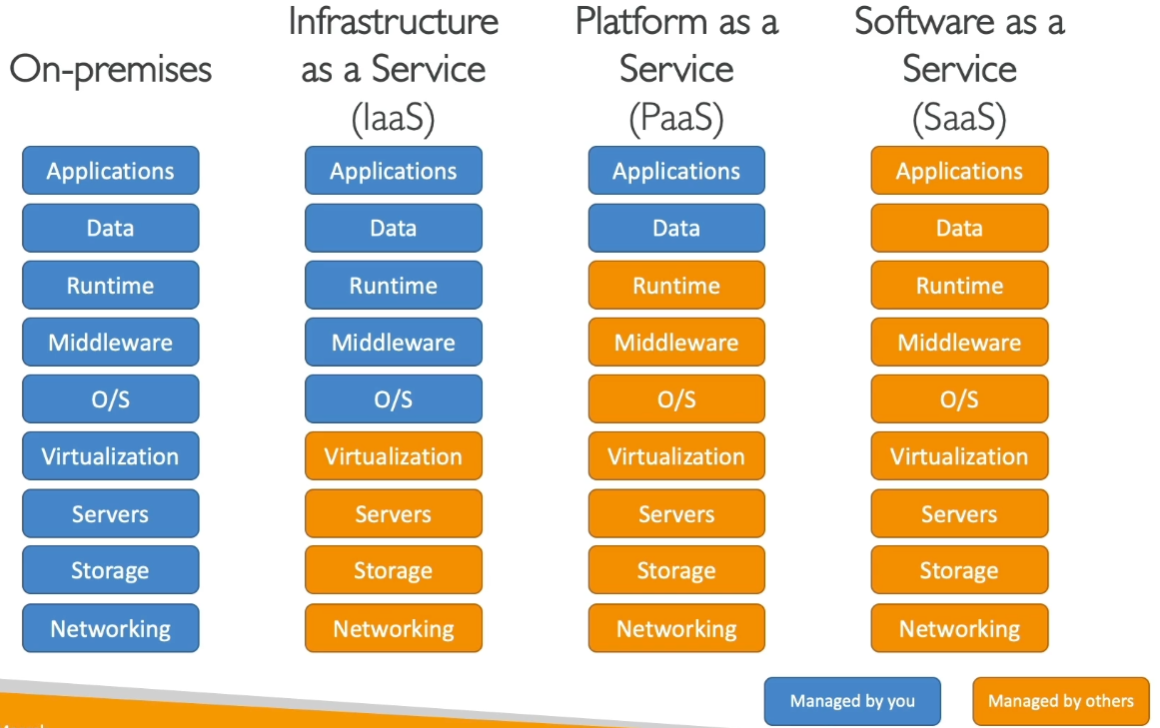 On-premises
Infrastructure
as a Service
(IaaS)
Platform as a
Service
(PaaS)
Software as a
Service
(SaaS)
Applications
Data
Runtime
Middleware
O/S
Virtualization
Servers
Storage
Networking
Applications
Data
Runtime
Middleware
O/S
Virtualization
Servers
Storage
Networking
Applications
Data
Runtime
Middleware
O/S
Virtualization
Servers
Storage
Networking
Applications
Data
Runtime
Middleware
O/S
Virtualization
Servers
Storage
Networking
Managed by you
Managed by others